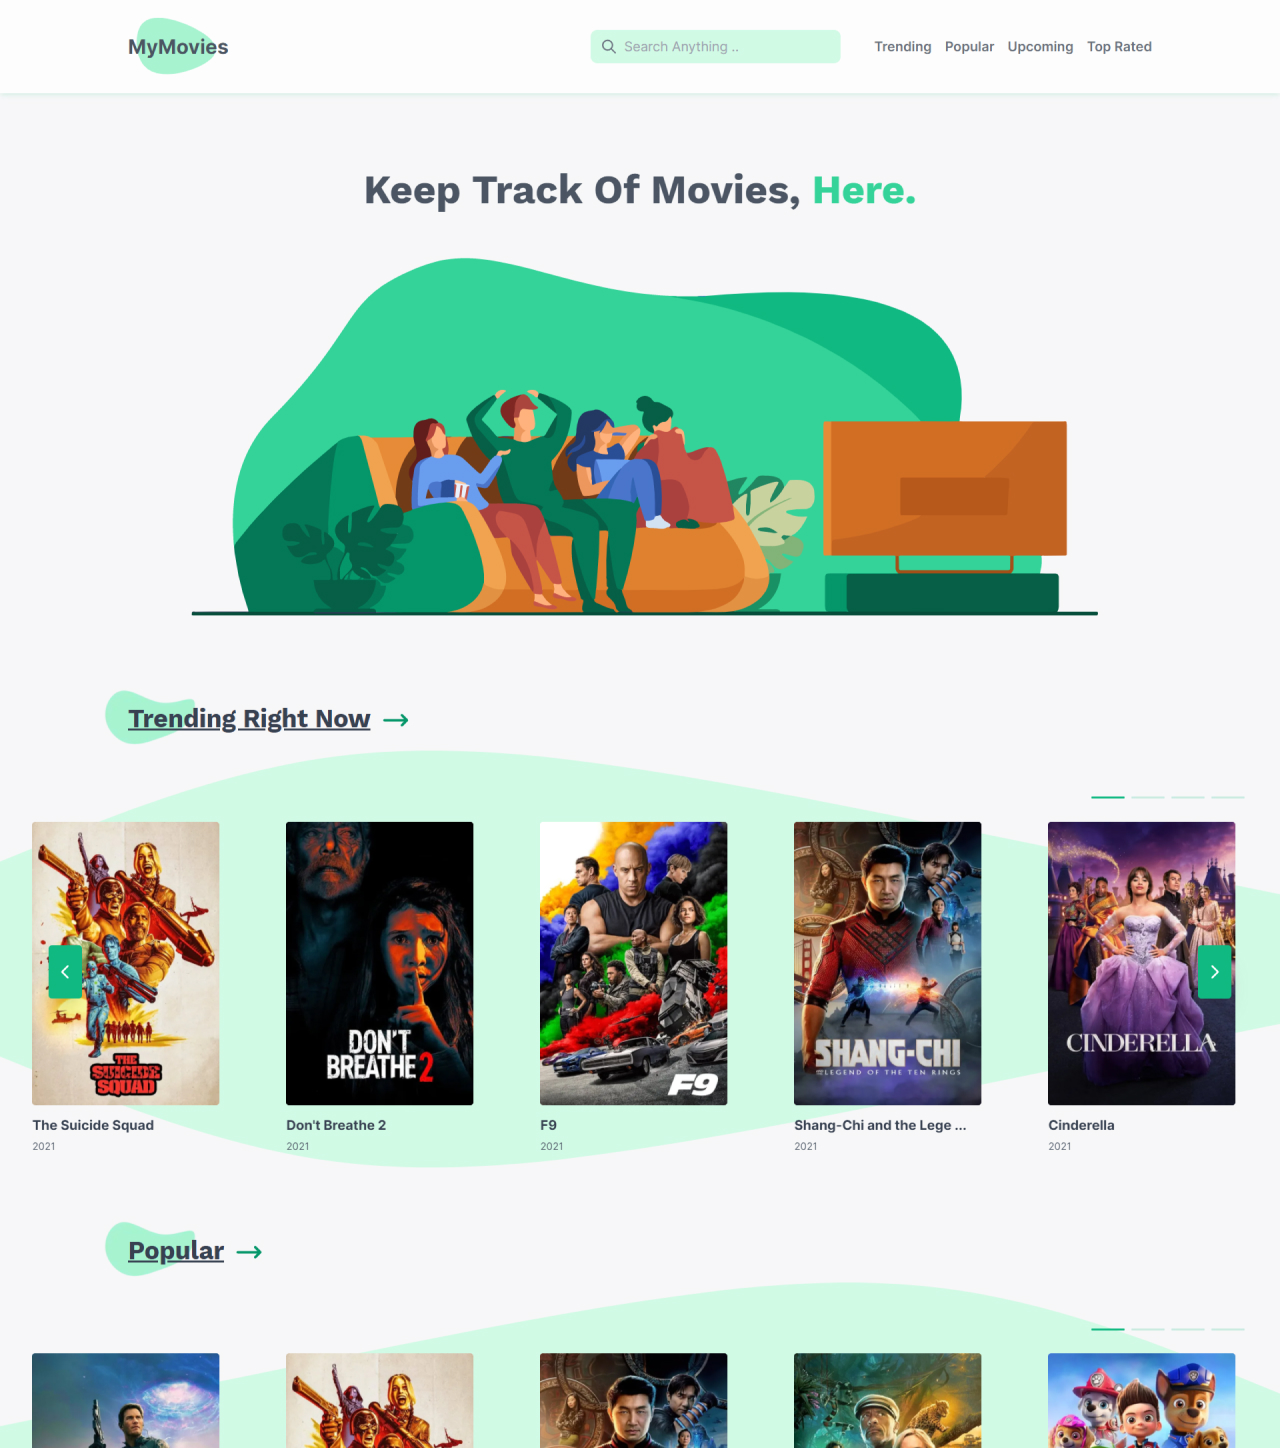 MyMovies
Search Anything ..
Trending Popular Upcoming Top Rated
Keep Track Of Movies, Here.
Trending Right Now
THE
SUICIDE
SQUAD
DON'T
BREATHE 2
F9
SHANG-CHI
LEGEND OF THE TEN RINGS
CINDERELLA
The Suicide Squad
2021
Don't Breathe 2
2021
F9
2021
Shang-Chi and the Lege ...
2021
Cinderella
2021
Popular